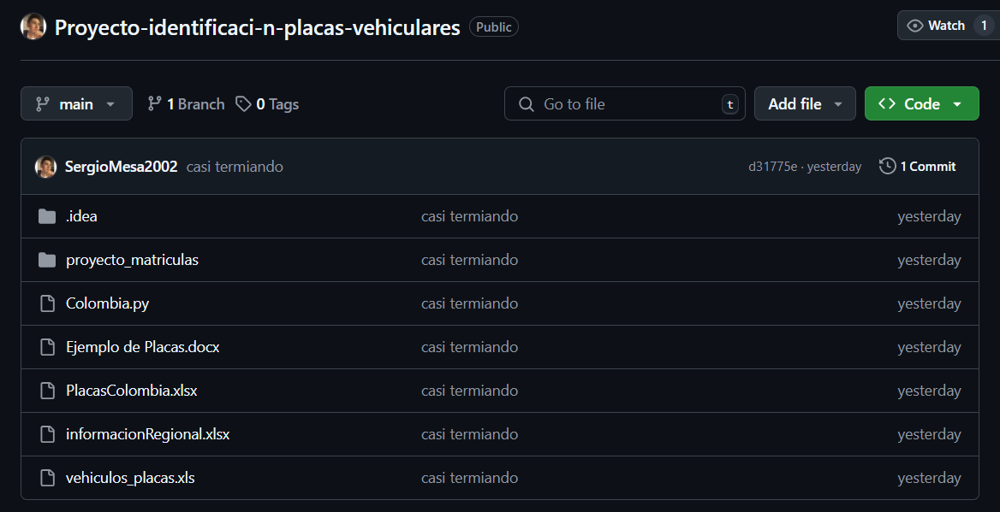 Proyecto-identificaci-n-placas-vehiculares Public Watch 1
main 1 Branch 0 Tags Go to file t Add file Code
SergioMesa2002 casi termiando d31775e · yesterday 1 Commit
.idea casi termiando yesterday
proyecto_matriculas casi termiando yesterday
Colombia.py casi termiando yesterday
Ejemplo de Placas.docx casi termiando yesterday
PlacasColombia.xlsx casi termiando yesterday
informacionRegional.xlsx casi termiando yesterday
vehiculos_placas.xls casi termiando yesterday